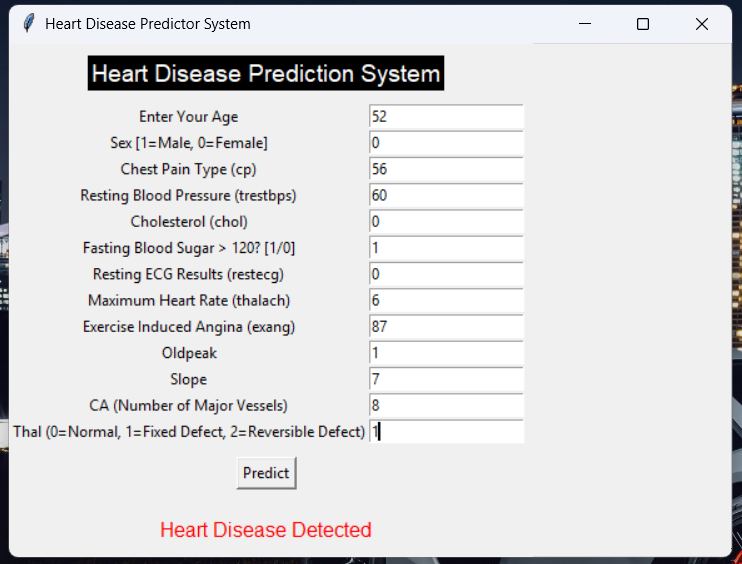 Heart Disease Predictor System
Heart Disease Prediction System
Enter Your Age 52
Sex [1=Male, 0=Female] 0
Chest Pain Type (cp) 56
Resting Blood Pressure (trestbps) 60
Cholesterol (chol) 0
Fasting Blood Sugar > 120? [1/0] 1
Resting ECG Results (restecg) 0
Maximum Heart Rate (thalach) 6
Exercise Induced Angina (exang) 87
Oldpeak 1
Slope 7
CA (Number of Major Vessels) 8
Thal (0=Normal, 1=Fixed Defect, 2=Reversible Defect) 1
Predict
Heart Disease Detected